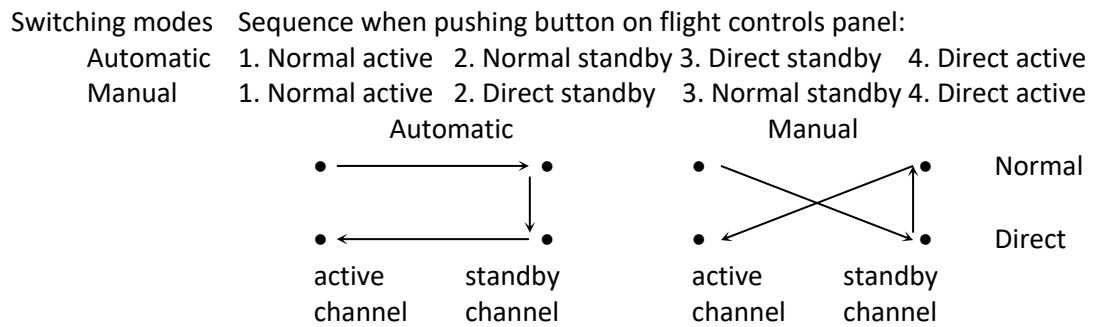 Switching modes Sequence when pushing button on flight controls panel:
Automatic 1. Normal active 2. Normal standby 3. Direct standby 4. Direct active
Manual 1. Normal active 2. Direct standby 3. Normal standby 4. Direct active
Automatic Manual
Normal
Direct
active standby active standby
channel channel channel channel